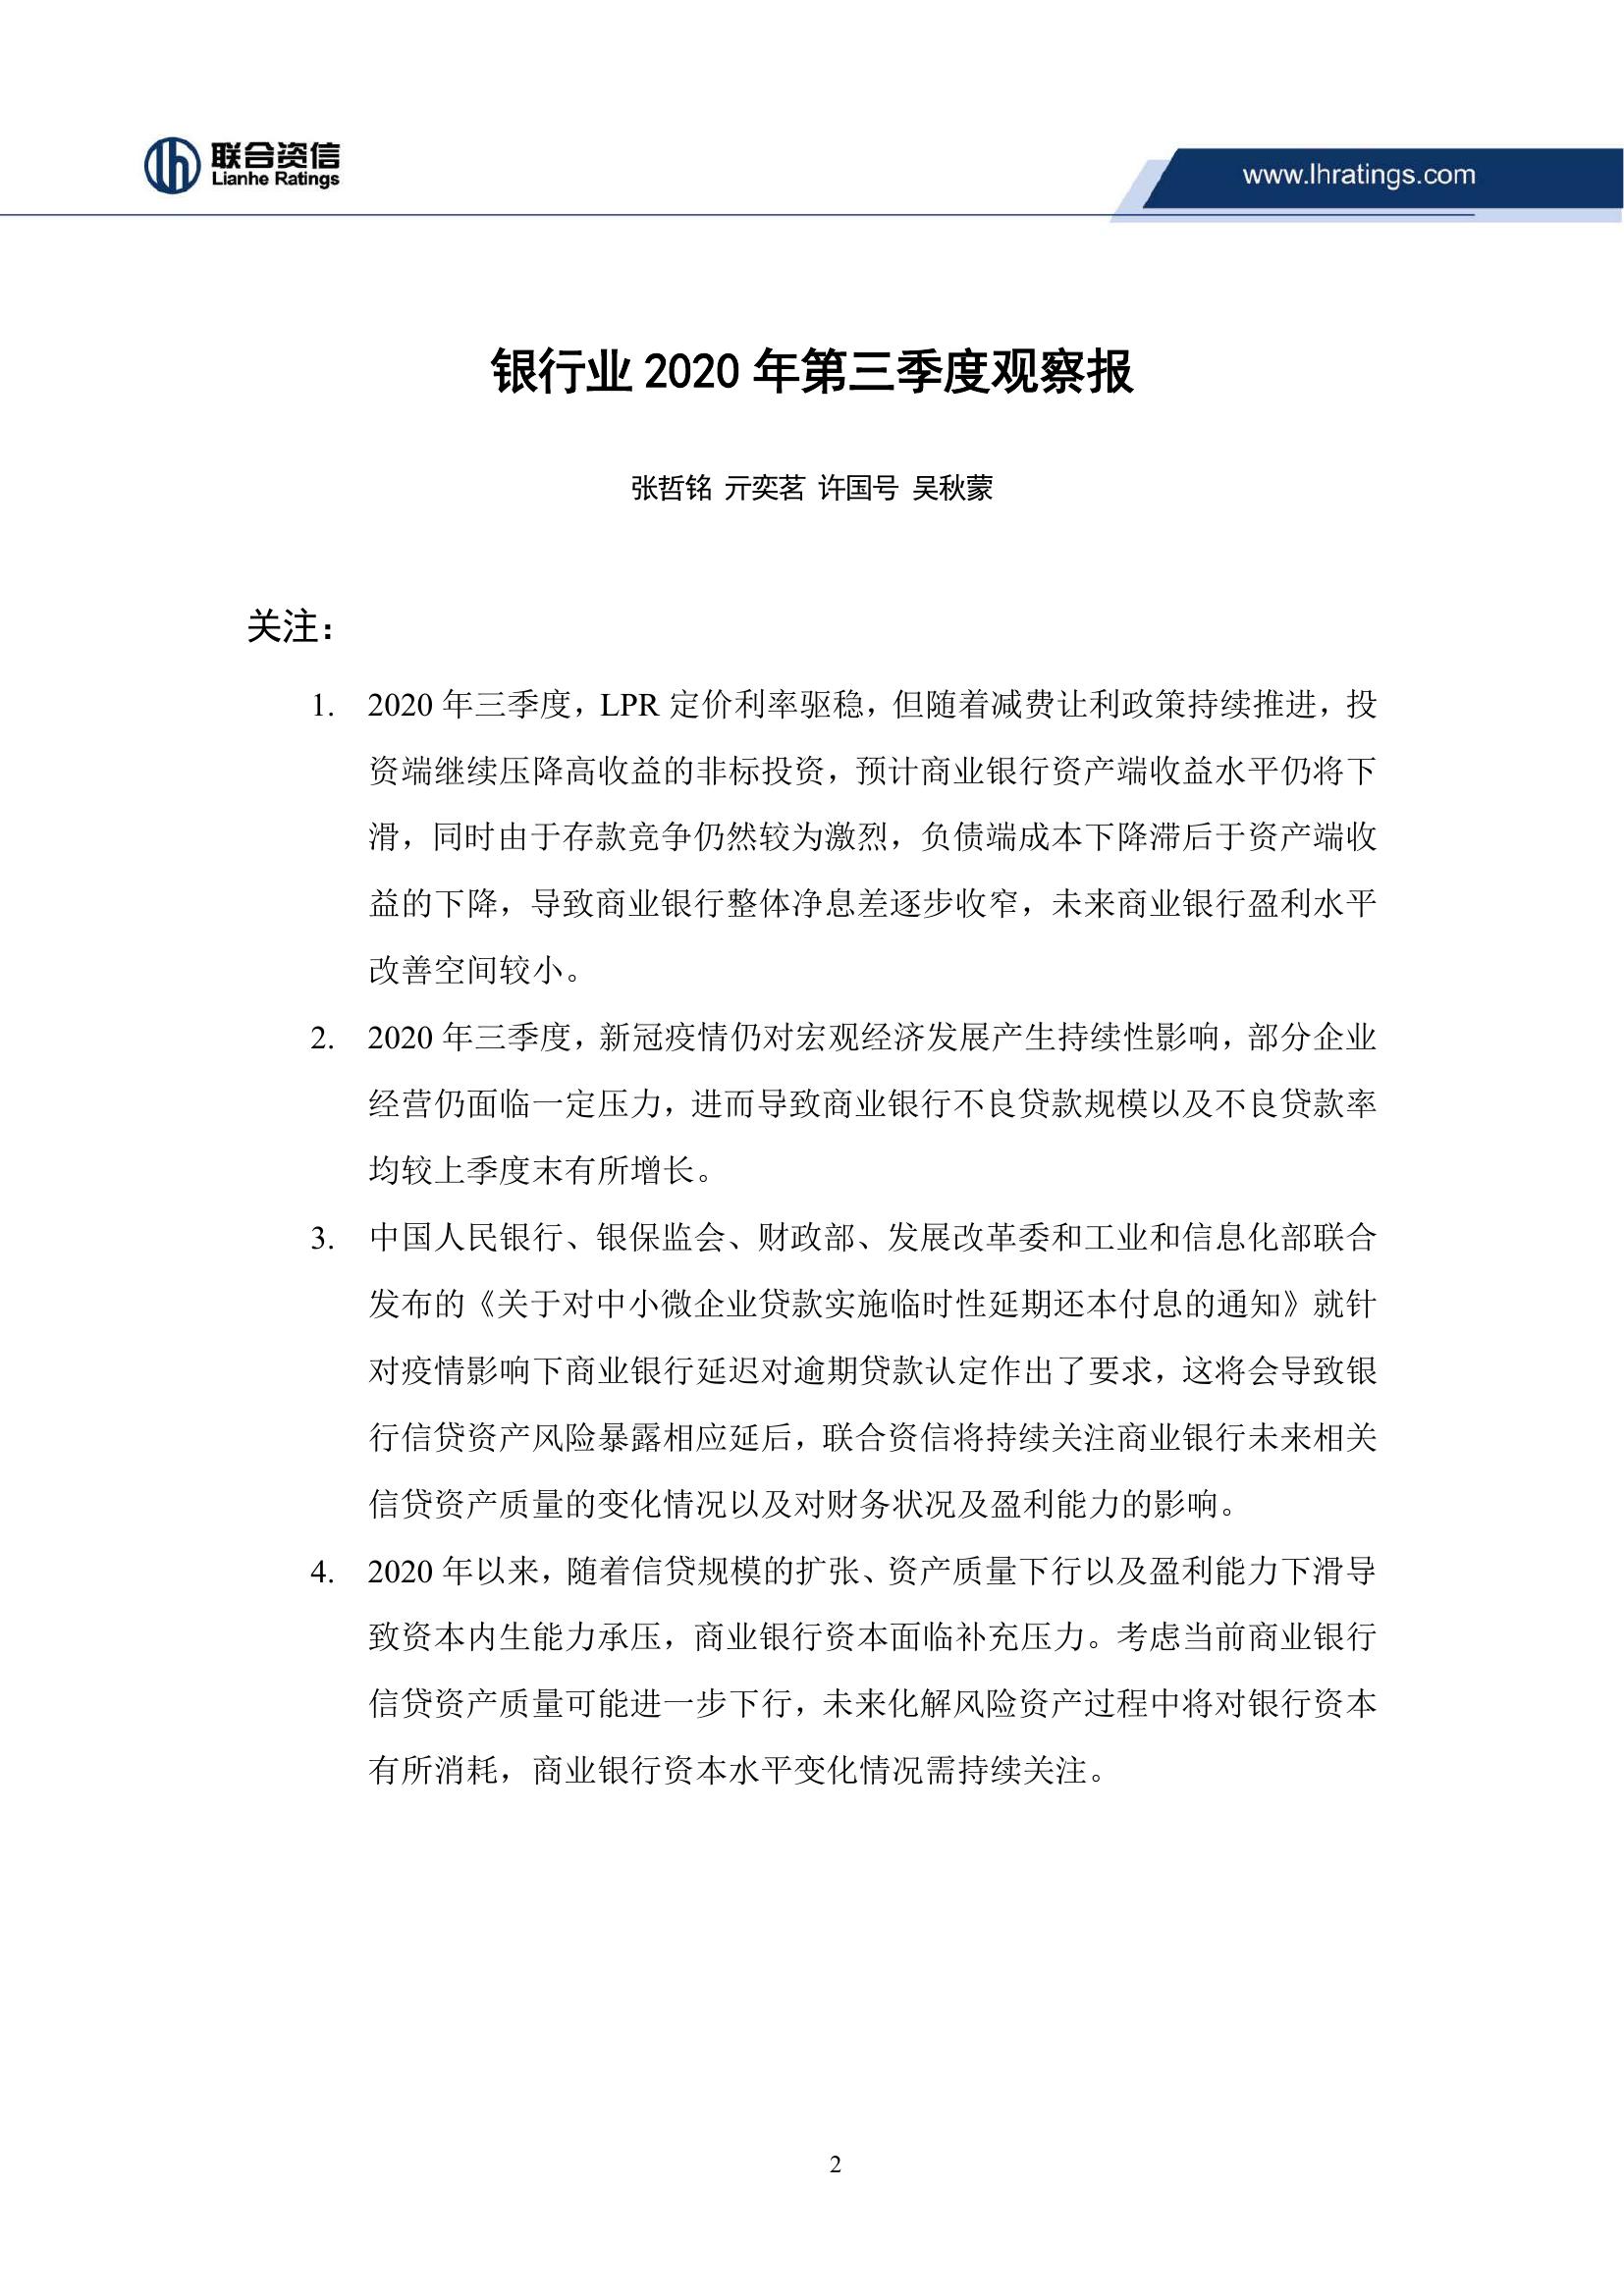 联合资信
Lianhe Ratings
www.lhratings.com
银行业 2020 年第三季度观察报
张哲铭 亓奕茗 许国号 吴秋蒙
关注：
1. 2020 年三季度，LPR 定价利率驱稳，但随着减费让利政策持续推进，投
资端继续压降高收益的非标投资，预计商业银行资产端收益水平仍将下
滑，同时由于存款竞争仍然较为激烈，负债端成本下降滞后于资产端收
益的下降，导致商业银行整体净息差逐步收窄，未来商业银行盈利水平
改善空间较小。
2. 2020 年三季度，新冠疫情仍对宏观经济发展产生持续性影响，部分企业
经营仍面临一定压力，进而导致商业银行不良贷款规模以及不良贷款率
均较上季度末有所增长。
3. 中国人民银行、银保监会、财政部、发展改革委和工业和信息化部联合
发布的《关于对中小微企业贷款实施临时性延期还本付息的通知》就针
对疫情影响下商业银行延迟对逾期贷款认定作出了要求，这将会导致银
行信贷资产风险暴露相应延后，联合资信将持续关注商业银行未来相关
信贷资产质量的变化情况以及对财务状况及盈利能力的影响。
4. 2020 年以来，随着信贷规模的扩张、资产质量下行以及盈利能力下滑导
致资本内生能力承压，商业银行资本面临补充压力。考虑当前商业银行
信贷资产质量可能进一步下行，未来化解风险资产过程中将对银行资本
有所消耗，商业银行资本水平变化情况需持续关注。
2